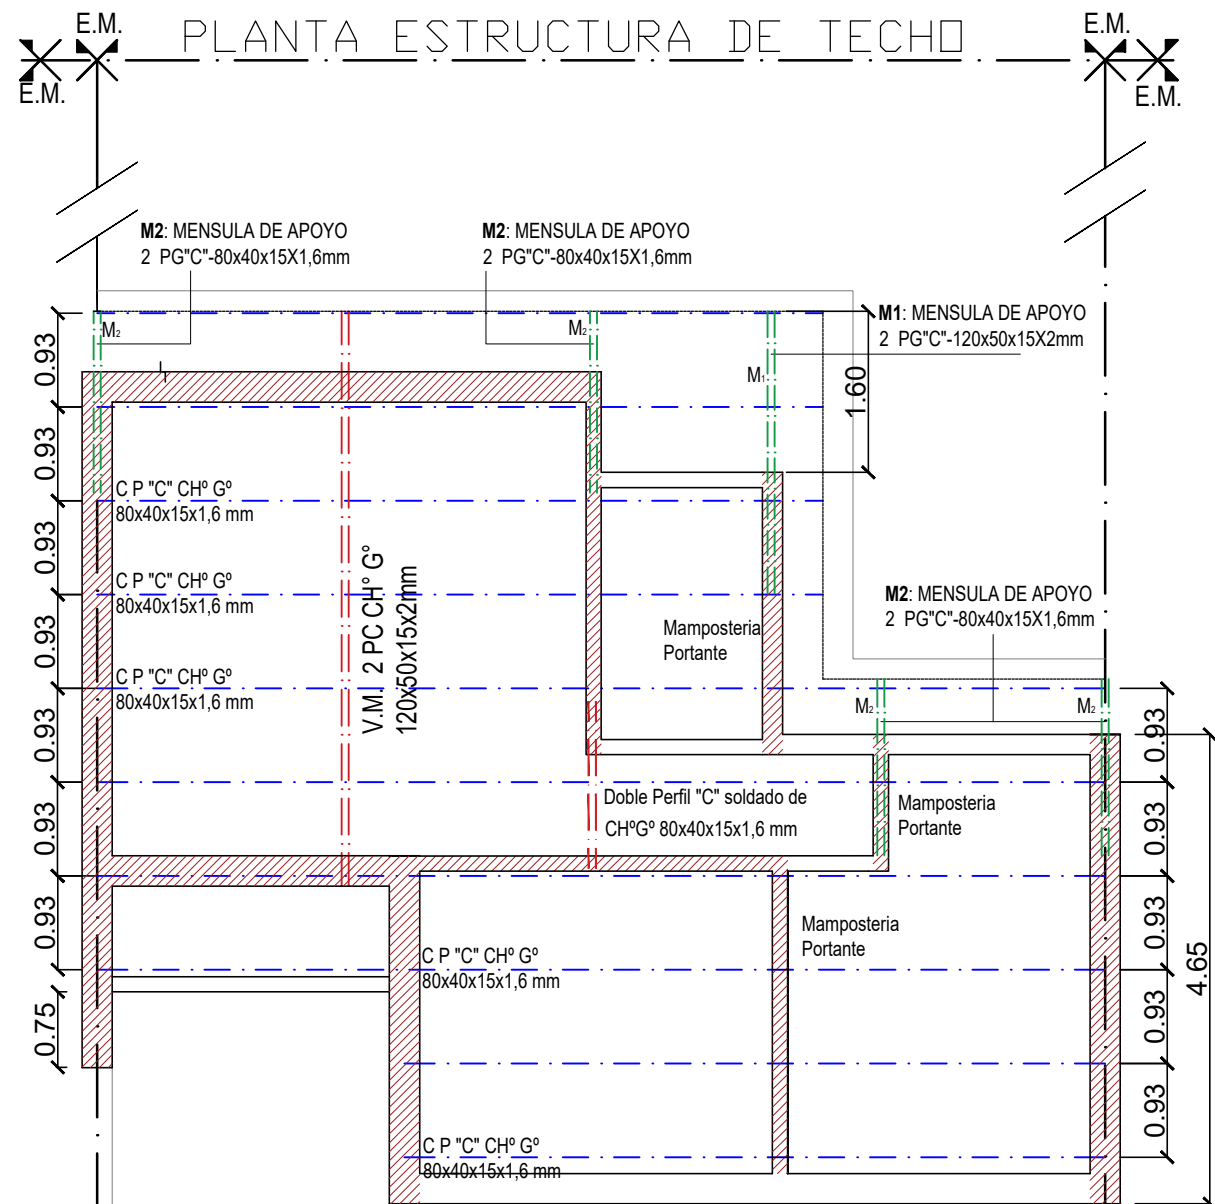 E.M.
PLANTA ESTRUCTURA DE TECHO
E.M.
E.M.
E.M.
M2: MENSULA DE APOYO
2 PG"C"-80x40x15X1,6mm
M2: MENSULA DE APOYO
2 PG"C"-80x40x15X1,6mm
M1: MENSULA DE APOYO
2 PG"C"-120x50x15X2mm
M2
M2
M1
1.60
0.93
0.93
0.93
0.93
0.93
0.93
0.93
0.75
C P "C" CHº Gº
80x40x15x1,6 mm
C P "C" CHº Gº
80x40x15x1,6 mm
C P "C" CHº Gº
80x40x15x1,6 mm
V.M. 2 PC CH° G°
120x50x15x2mm
Mamposteria
Portante
M2: MENSULA DE APOYO
2 PG"C"-80x40x15X1,6mm
M2
M2
Doble Perfil "C" soldado de
CHºGº 80x40x15x1,6 mm
Mamposteria
Portante
Mamposteria
Portante
C P "C" CHº Gº
80x40x15x1,6 mm
C P "C" CHº Gº
80x40x15x1,6 mm
0.93
0.93
0.93
0.93
0.93
4.65